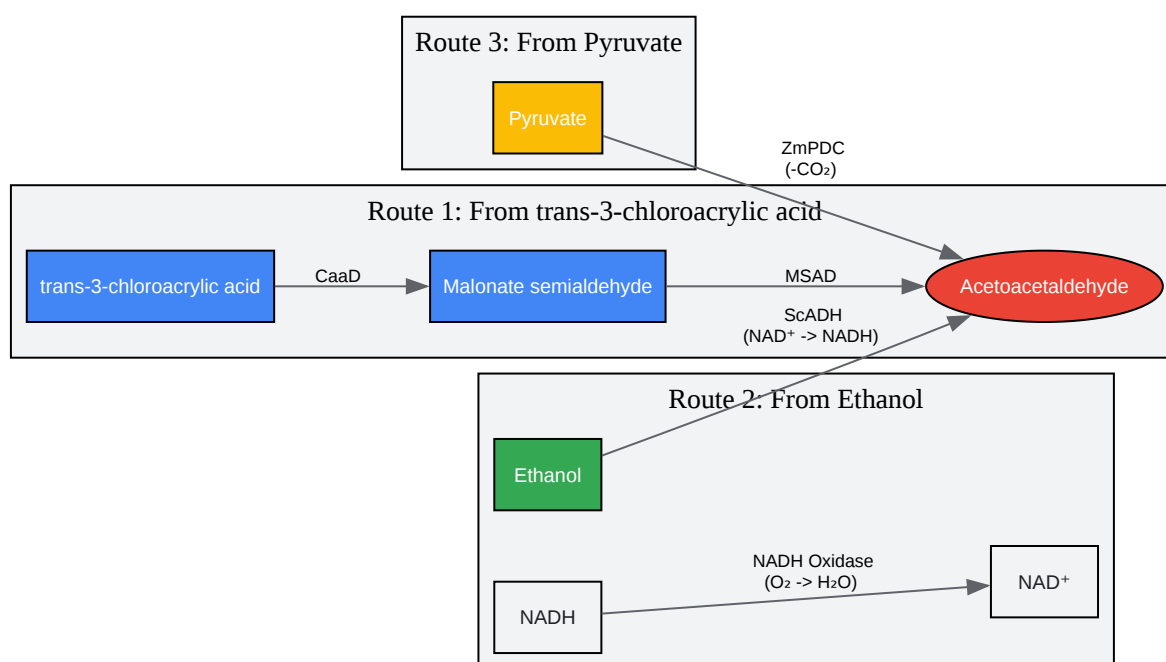 Route 3: From Pyruvate
Pyruvate
ZmPDC
(-CO₂)
Route 1: From trans-3-chloroacrylic acid
trans-3-chloroacrylic acid
CaaD
Malonate semialdehyde
MSAD
Acetoacetaldehyde
ScADH
(NAD⁺ -> NADH)
Route 2: From Ethanol
Ethanol
NADH Oxidase
(O₂ -> H₂O)
NADH
NAD⁺